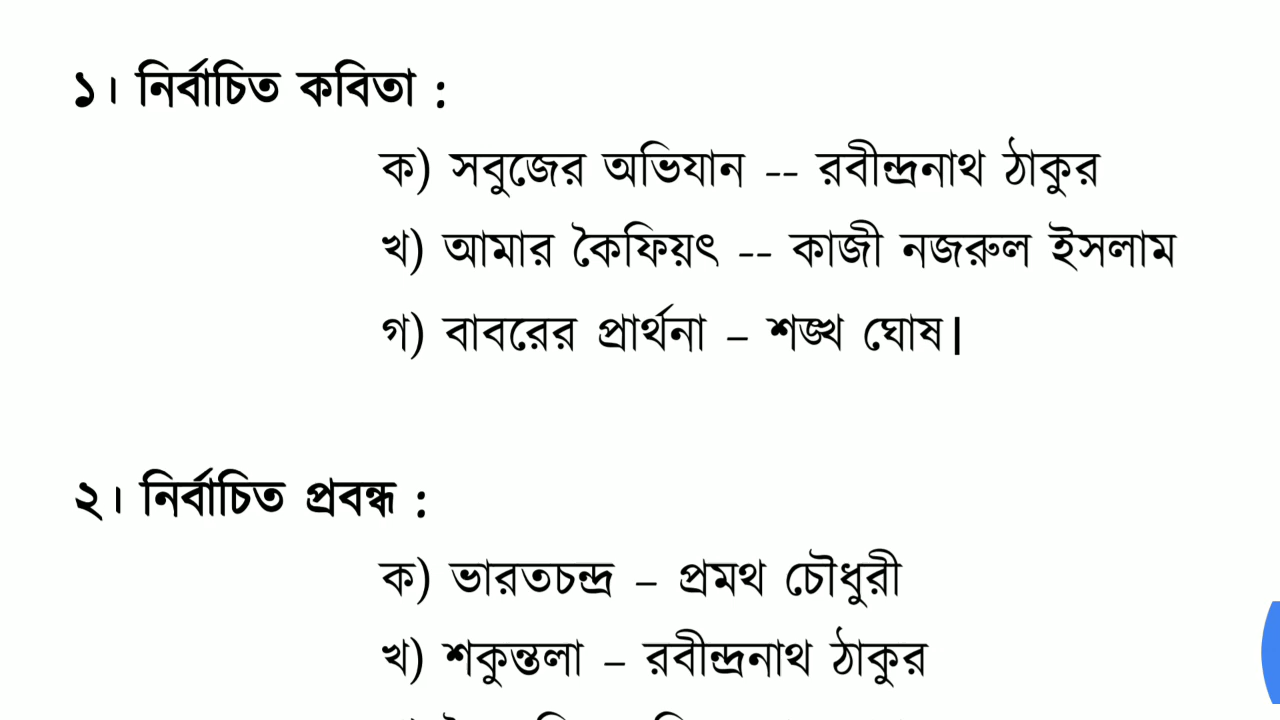 ১। নির্বাচিত কবিতা :
ক) সবুজের অভিযান -- রবীন্দ্রনাথ ঠাকুর
খ) আমার কৈফিয়ৎ -- কাজী নজরুল ইসলাম
গ) বাবরের প্রার্থনা – শঙ্খ ঘোষ।
২। নির্বাচিত প্রবন্ধ :
ক) ভারতচন্দ্র – প্রমথ চৌধুরী
খ) শকুন্তলা – রবীন্দ্রনাথ ঠাকুর